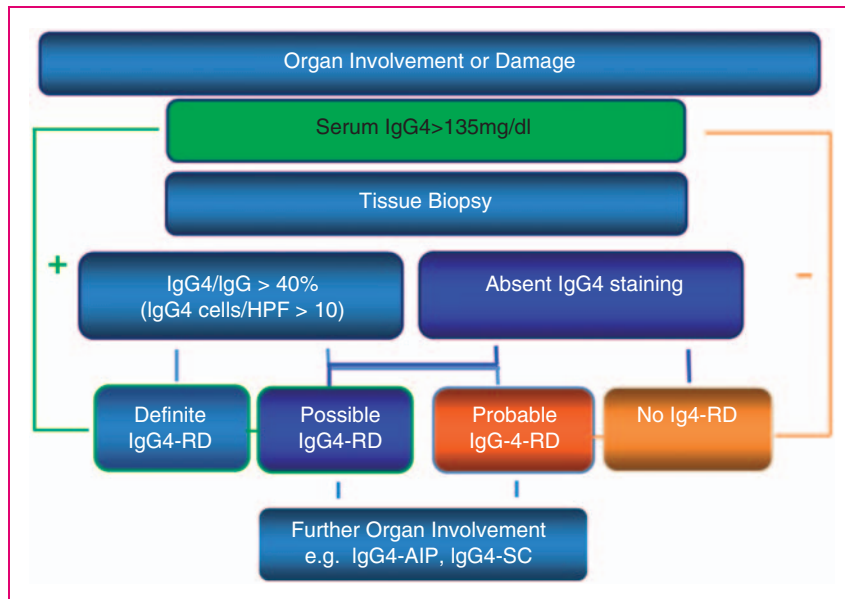 Organ Involvement or Damage
Serum IgG4>135mg/dl
Tissue Biopsy
+
IgG4/IgG > 40%
(IgG4 cells/HPF > 10)
Absent IgG4 staining
–
Definite
IgG4-RD
Possible
IgG4-RD
Probable
IgG-4-RD
No Ig4-RD
Further Organ Involvement
e.g. IgG4-AIP, IgG4-SC